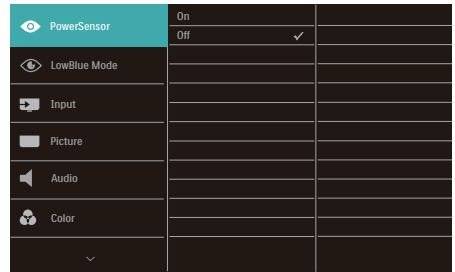 PowerSensor
On
Off
LowBlue Mode
Input
Picture
Audio
Color